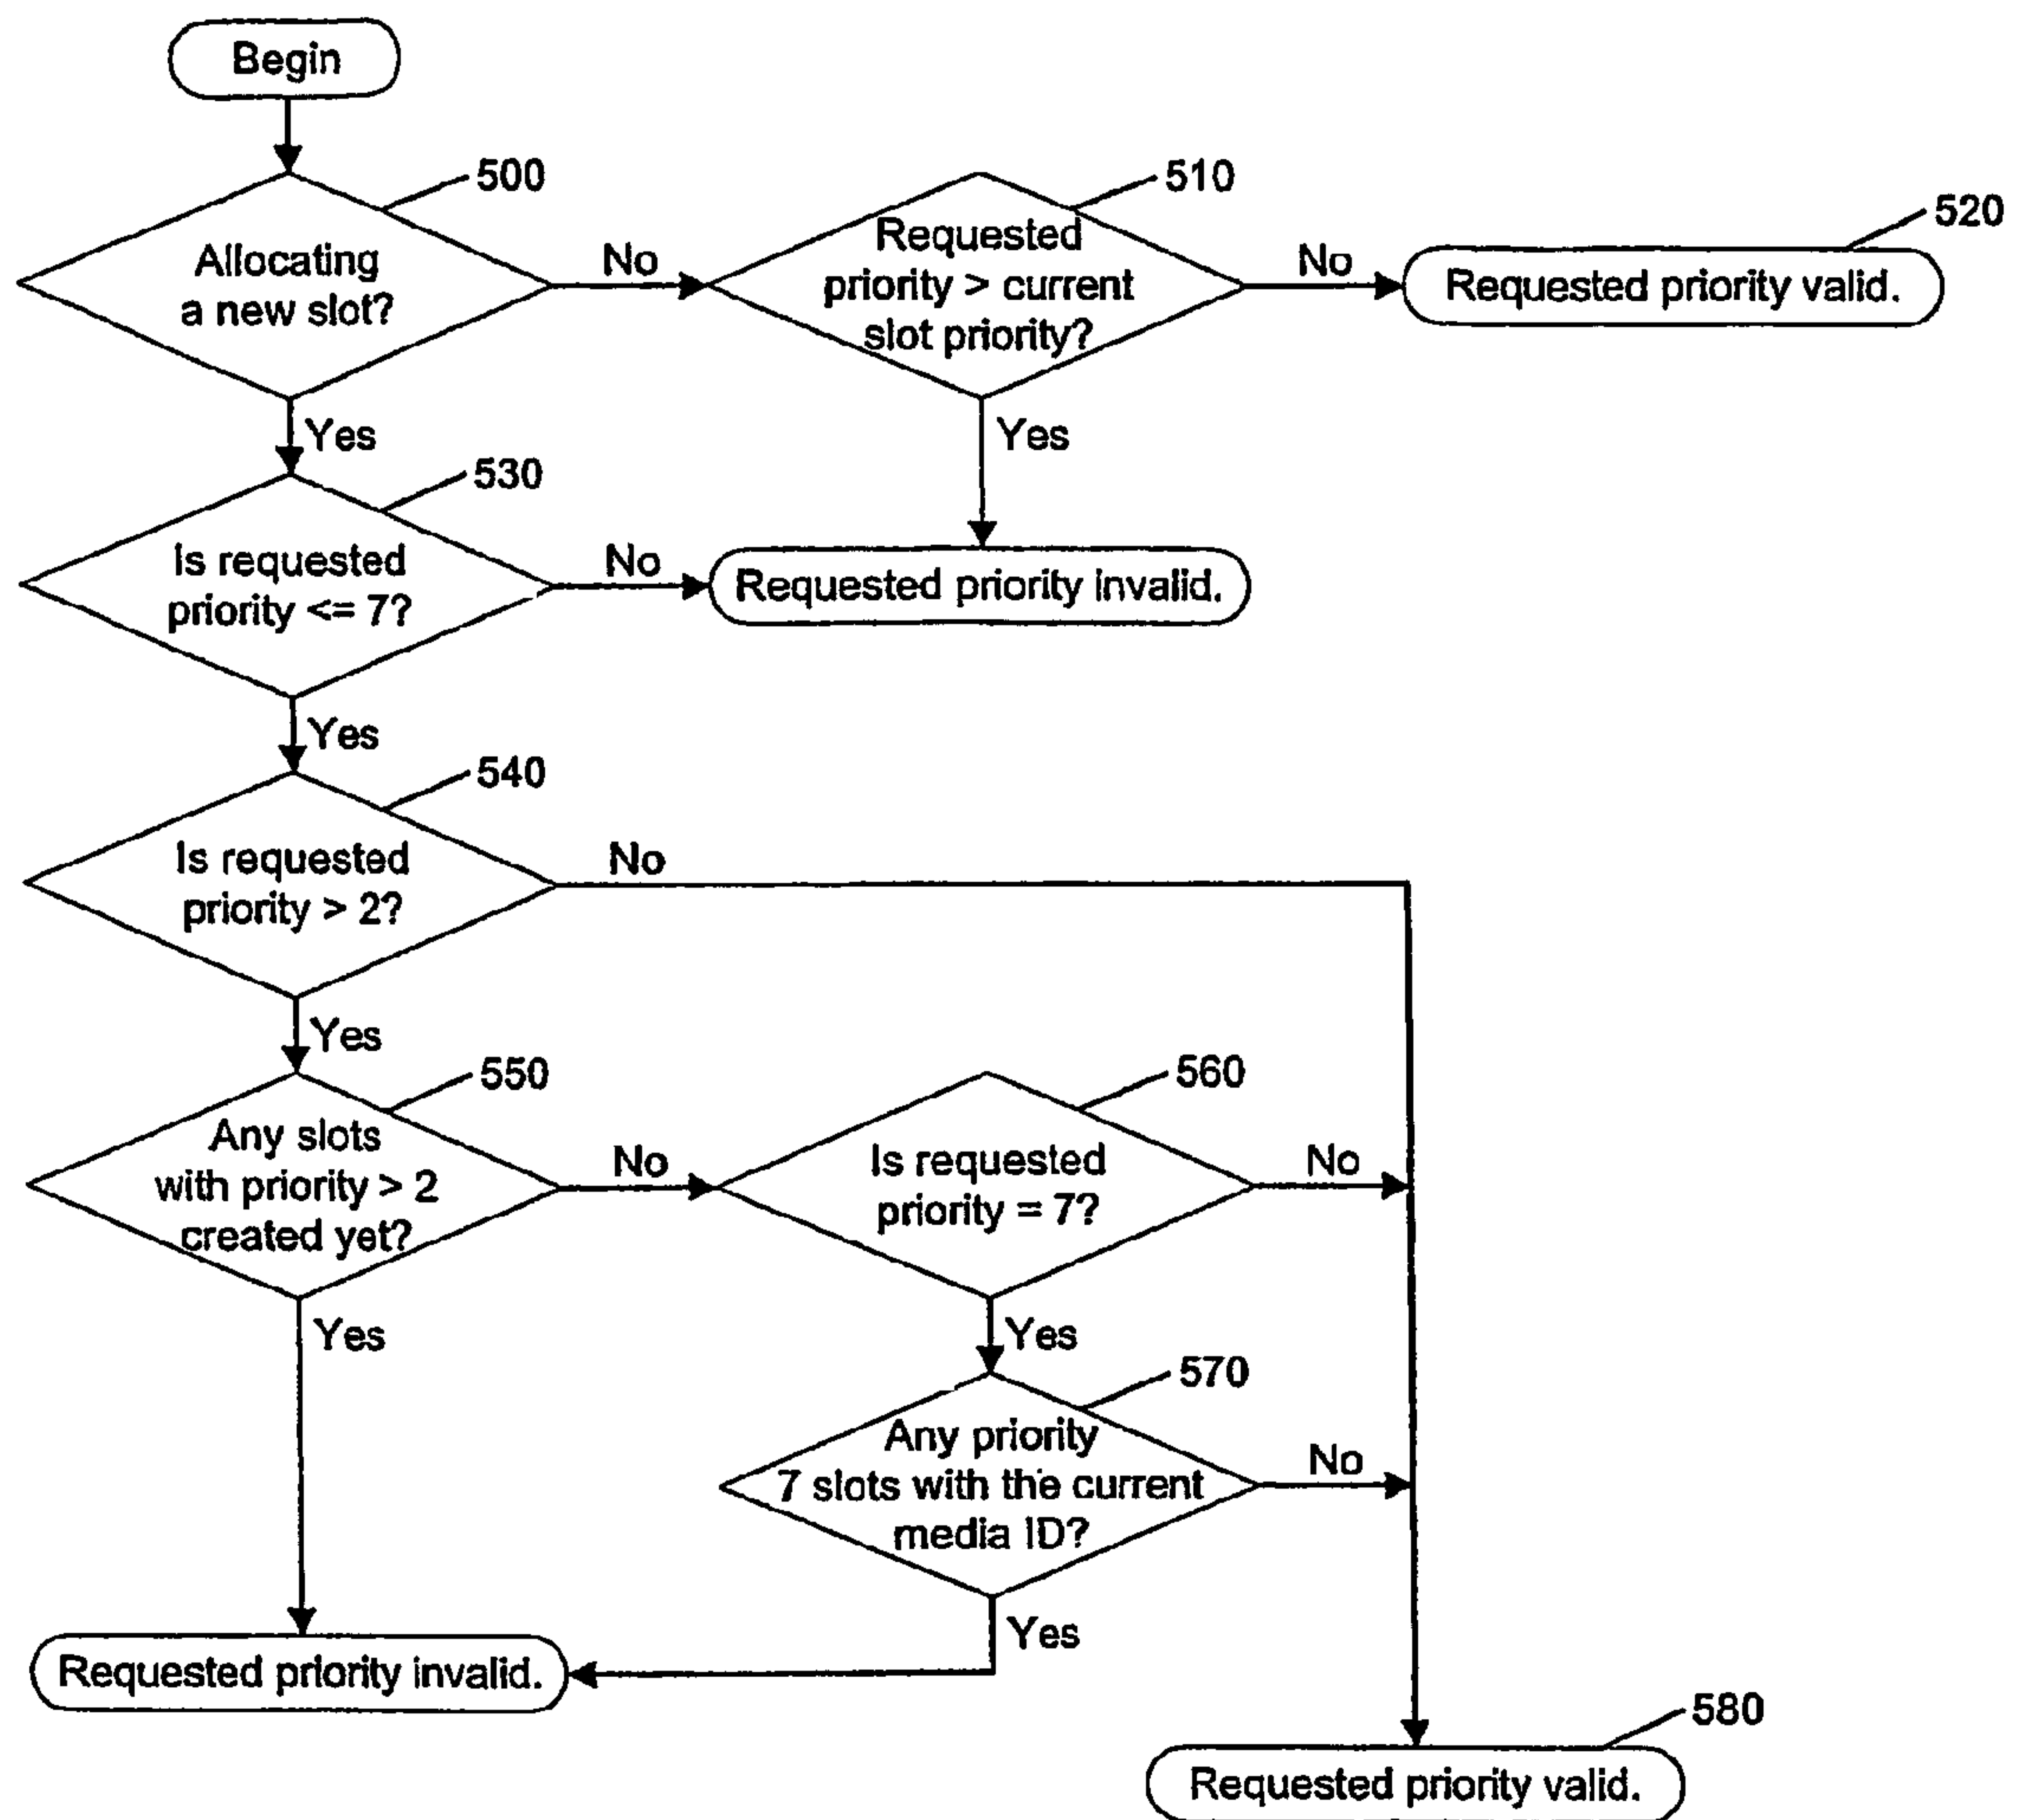 Begin
500
Allocating
a new slot?
No
510
Requested
priority > current
slot priority?
No
520
Requested priority valid.
Yes
Yes
530
Is requested
priority <= 7?
No
Requested priority invalid.
Yes
540
Is requested
priority > 2?
No
Yes
550
Any slots
with priority > 2
created yet?
No
560
Is requested
priority = 7?
No
Yes
Yes
570
Any priority
7 slots with the current
media ID?
No
Yes
Requested priority invalid.
580
Requested priority valid.